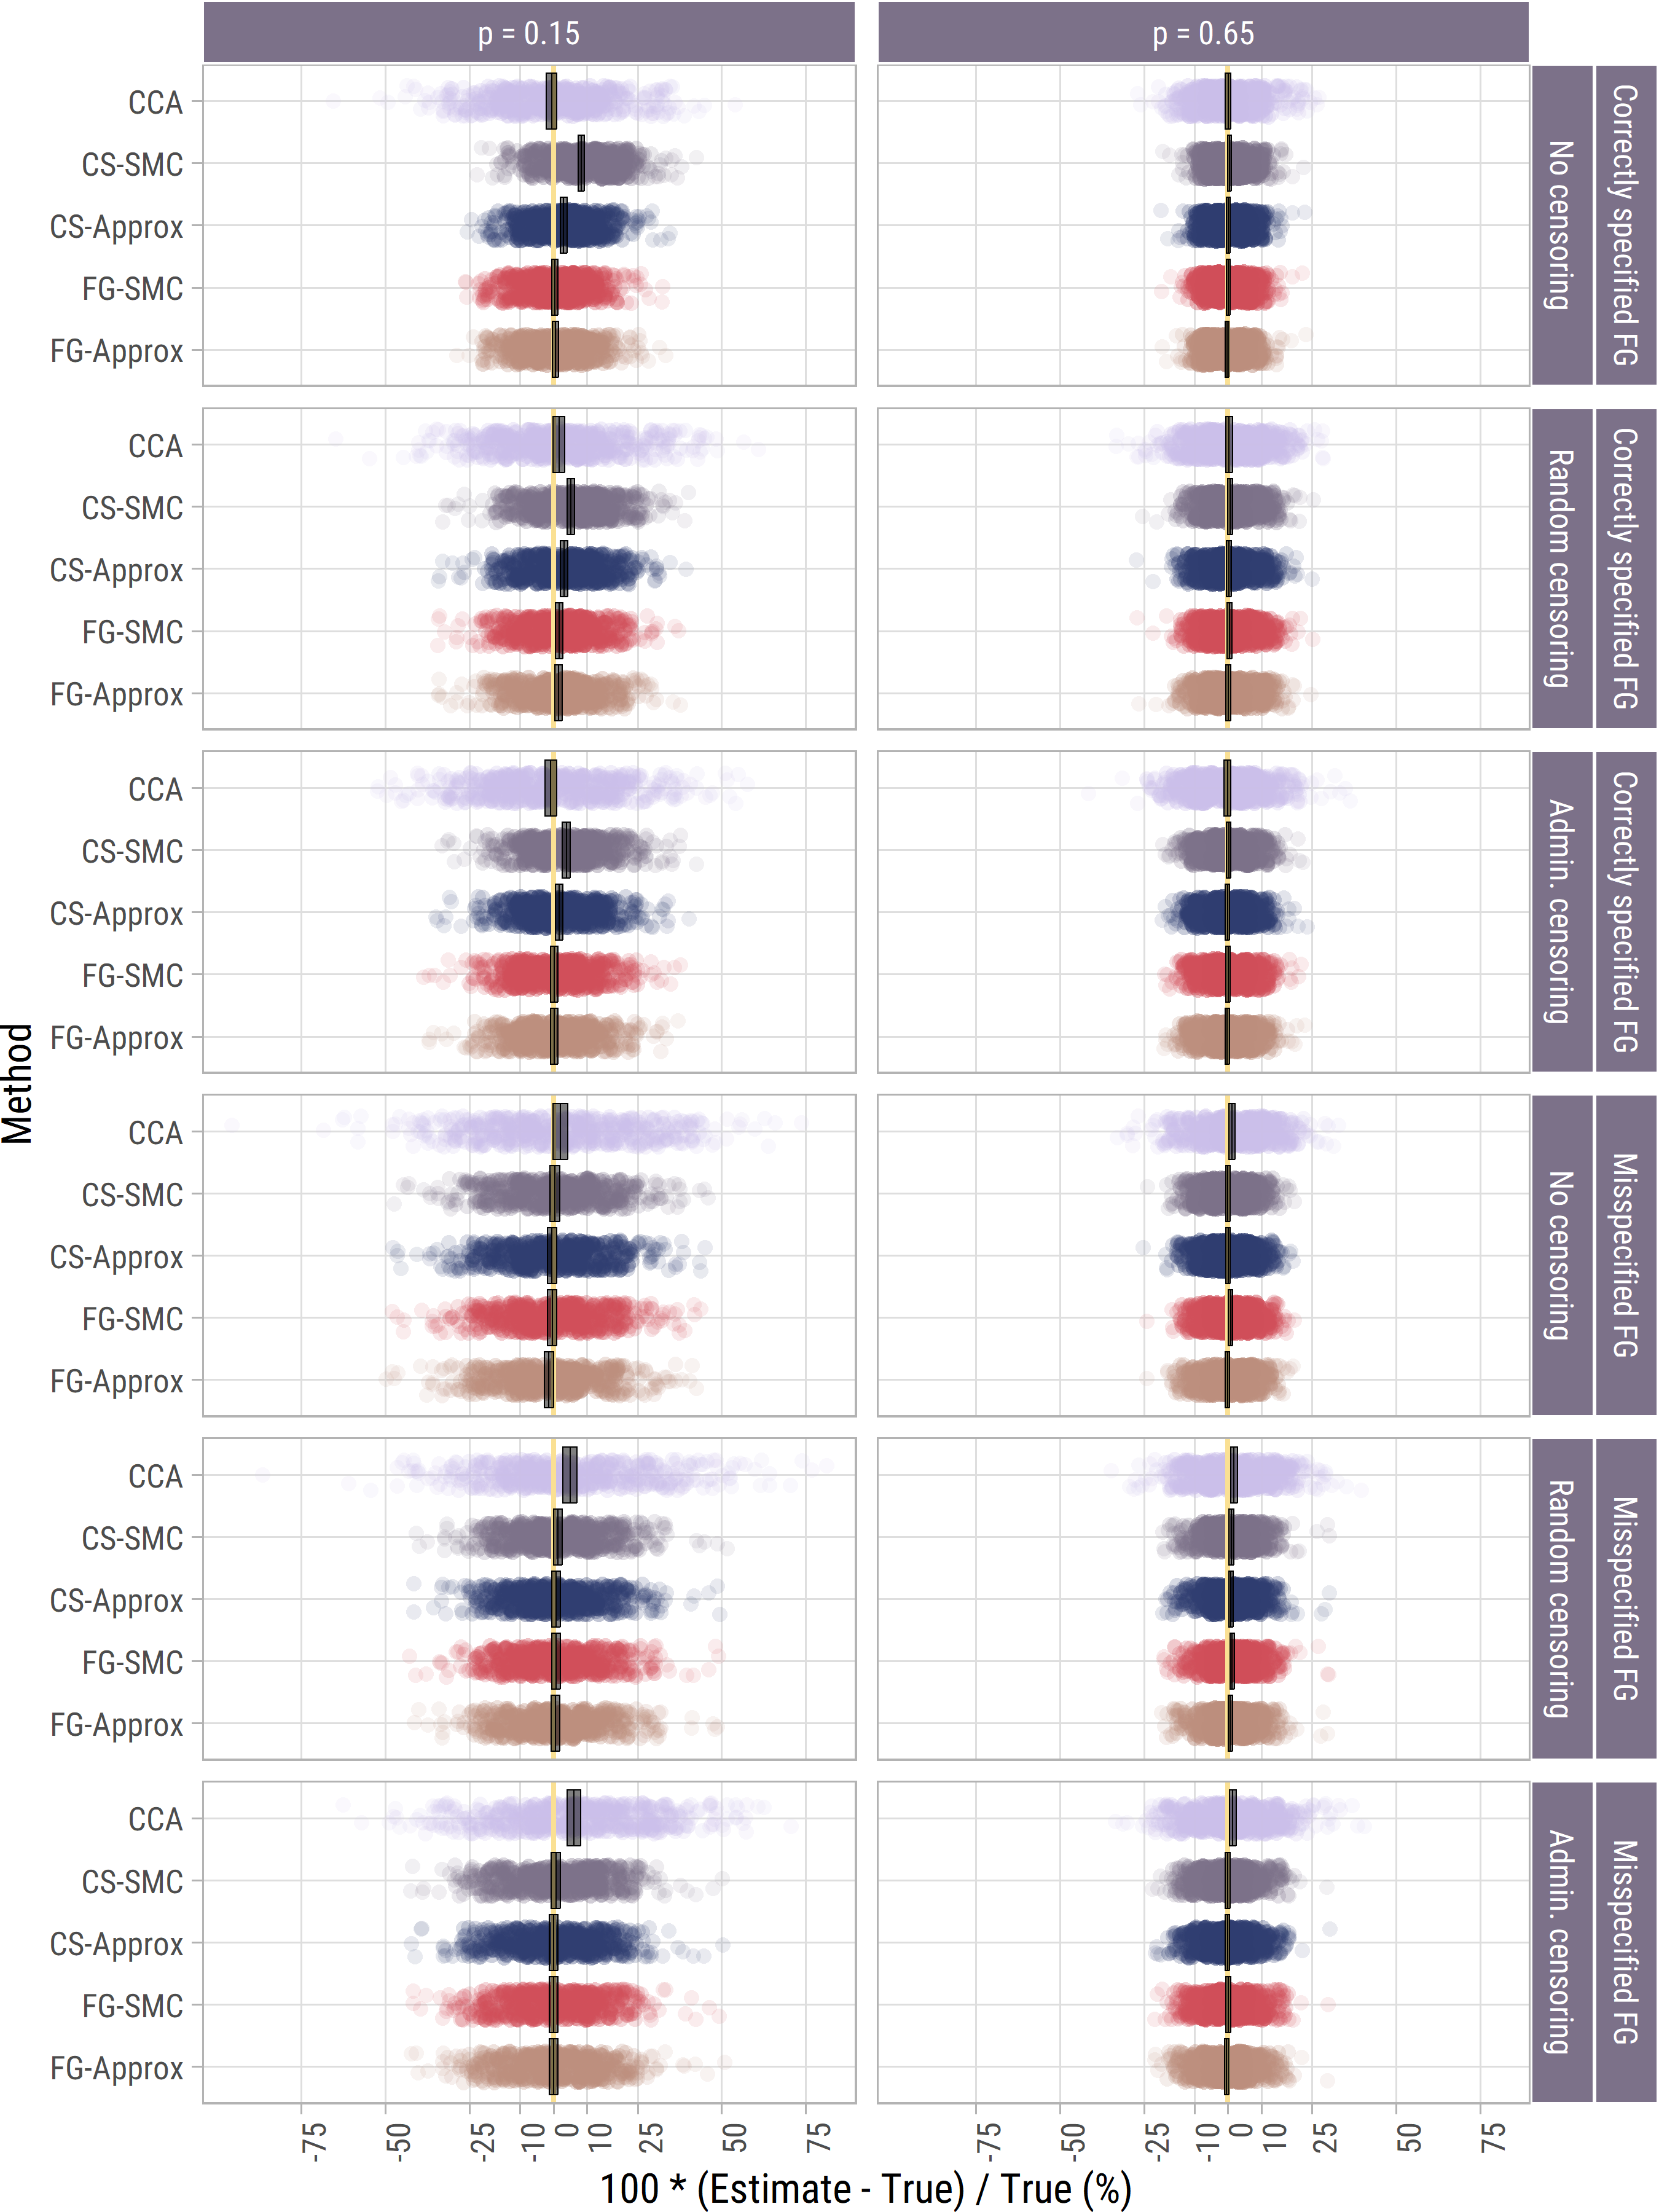 p = 0.15
p = 0.65
CCA
CS-SMC
CS-Approx
FG-SMC
FG-Approx
No censoring
Correctly specified FG
CCA
CS-SMC
CS-Approx
FG-SMC
FG-Approx
Random censoring
Correctly specified FG
CCA
CS-SMC
CS-Approx
FG-SMC
FG-Approx
Admin. censoring
Correctly specified FG
Method
CCA
CS-SMC
CS-Approx
FG-SMC
FG-Approx
No censoring
Misspecified FG
CCA
CS-SMC
CS-Approx
FG-SMC
FG-Approx
Random censoring
Misspecified FG
CCA
CS-SMC
CS-Approx
FG-SMC
FG-Approx
Admin. censoring
Misspecified FG
-75
-50
-25
-10
0
10
25
50
75
-75
-50
-25
-10
0
10
25
50
75
100 * (Estimate - True) / True (%)